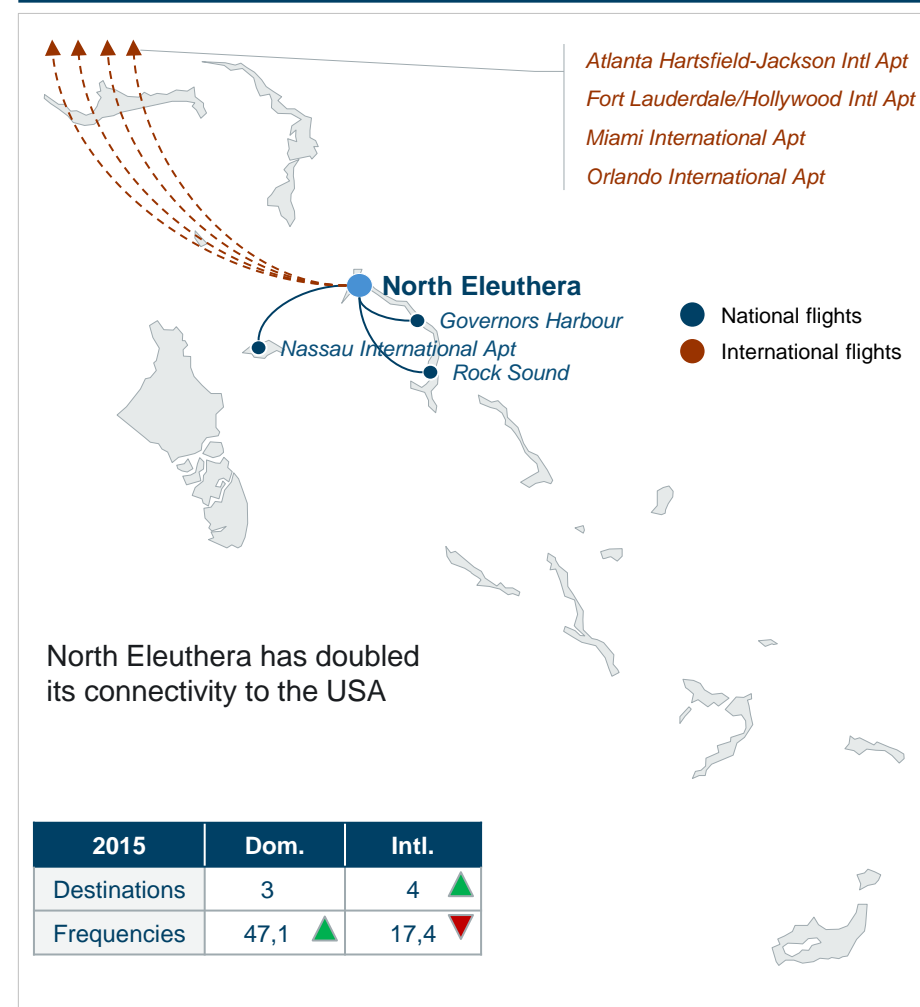 Atlanta Hartsfield-Jackson Intl Apt
Fort Lauderdale/Hollywood Intl Apt
Miami International Apt
Orlando International Apt
North Eleuthera
Governors Harbour
Nassau International Apt
Rock Sound
National flights
International flights
North Eleuthera has doubled
its connectivity to the USA
2015 Dom. Intl.
Destinations 3 4
Frequencies 47,1 17,4